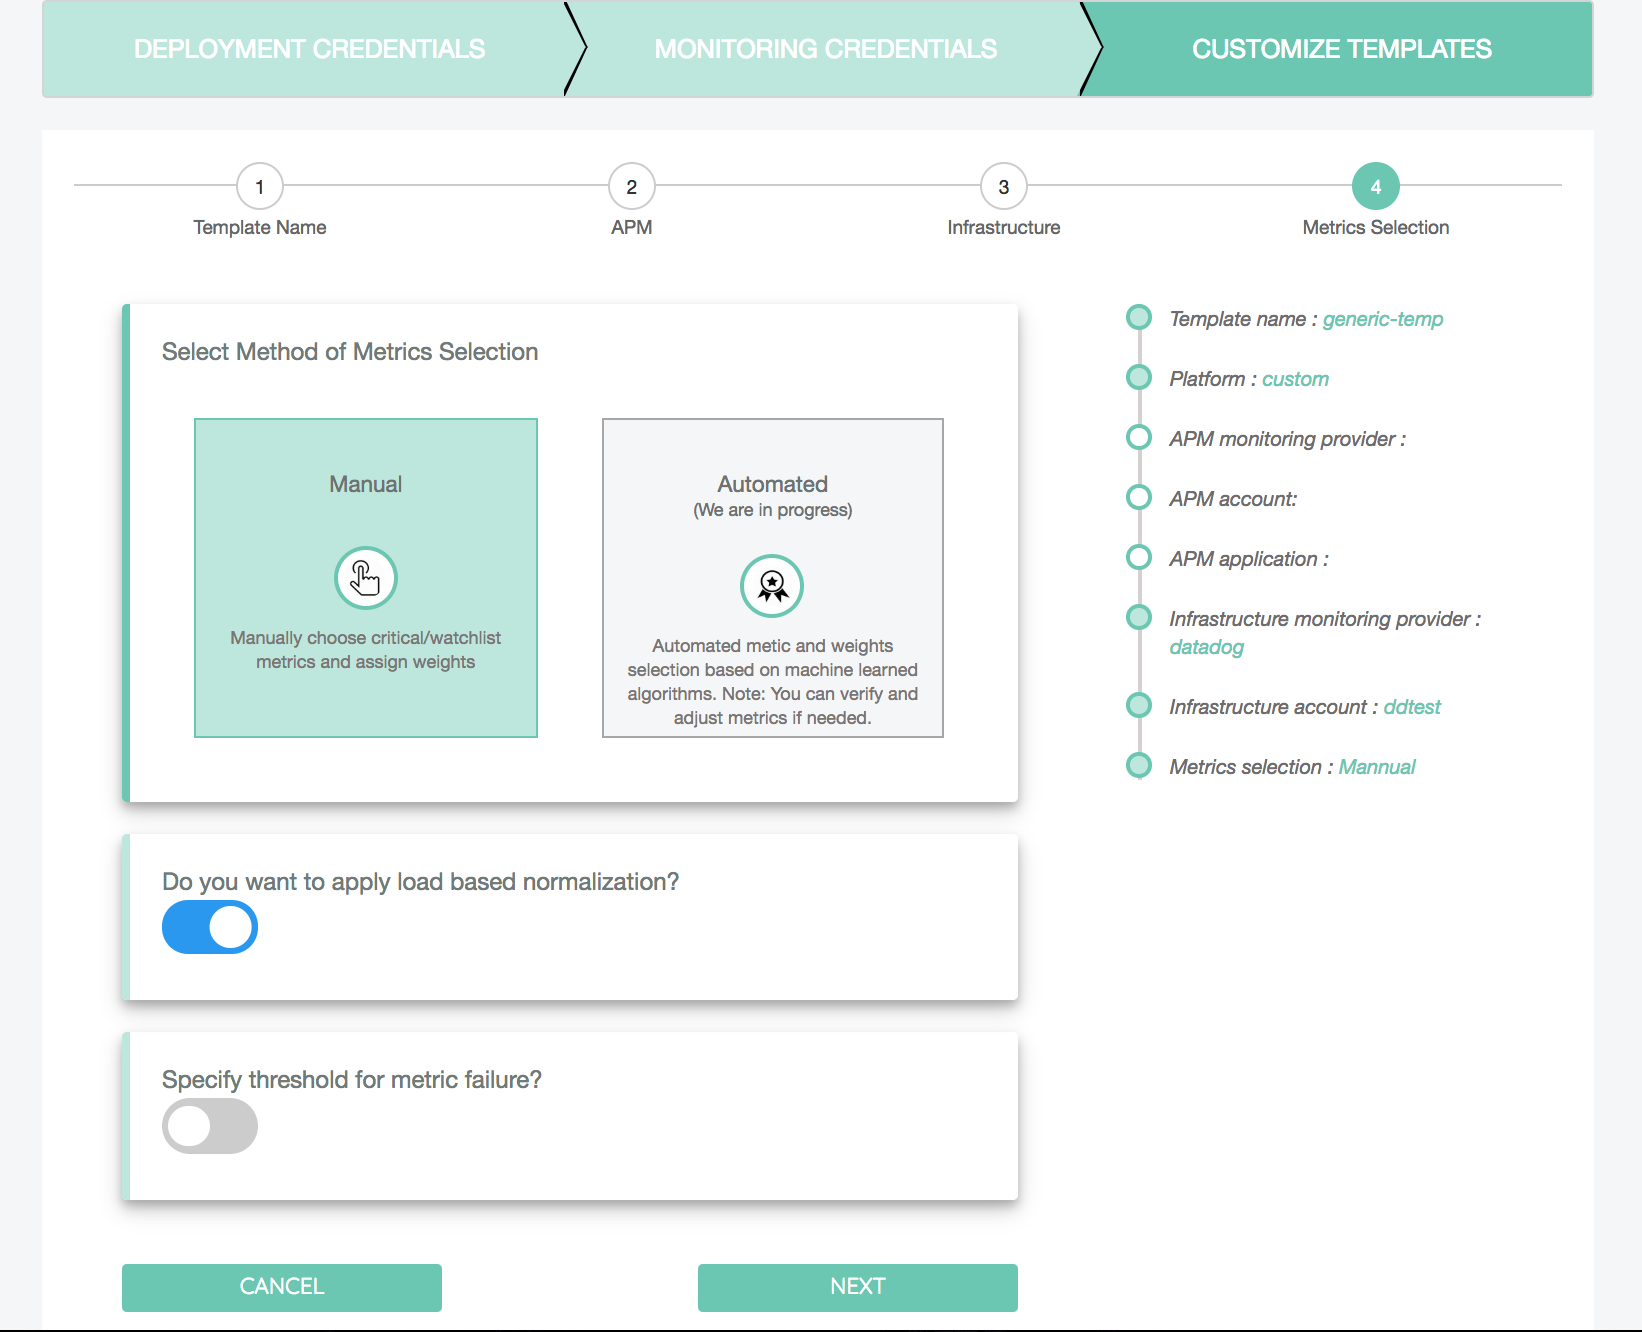 DEPLOYMENT CREDENTIALS
MONITORING CREDENTIALS
CUSTOMIZE TEMPLATES
1
Template Name
2
APM
3
Infrastructure
4
Metrics Selection
Select Method of Metrics Selection
Manual
Manually choose critical/watchlist
metrics and assign weights
Automated
(We are in progress)
Automated metic and weights
selection based on machine learned
algorithms. Note: You can verify and
adjust metrics if needed.
Do you want to apply load based normalization?
Specify threshold for metric failure?
CANCEL
NEXT
Template name : generic-temp
Platform : custom
APM monitoring provider :
APM account:
APM application :
Infrastructure monitoring provider :
datadog
Infrastructure account : ddtest
Metrics selection : Mannual